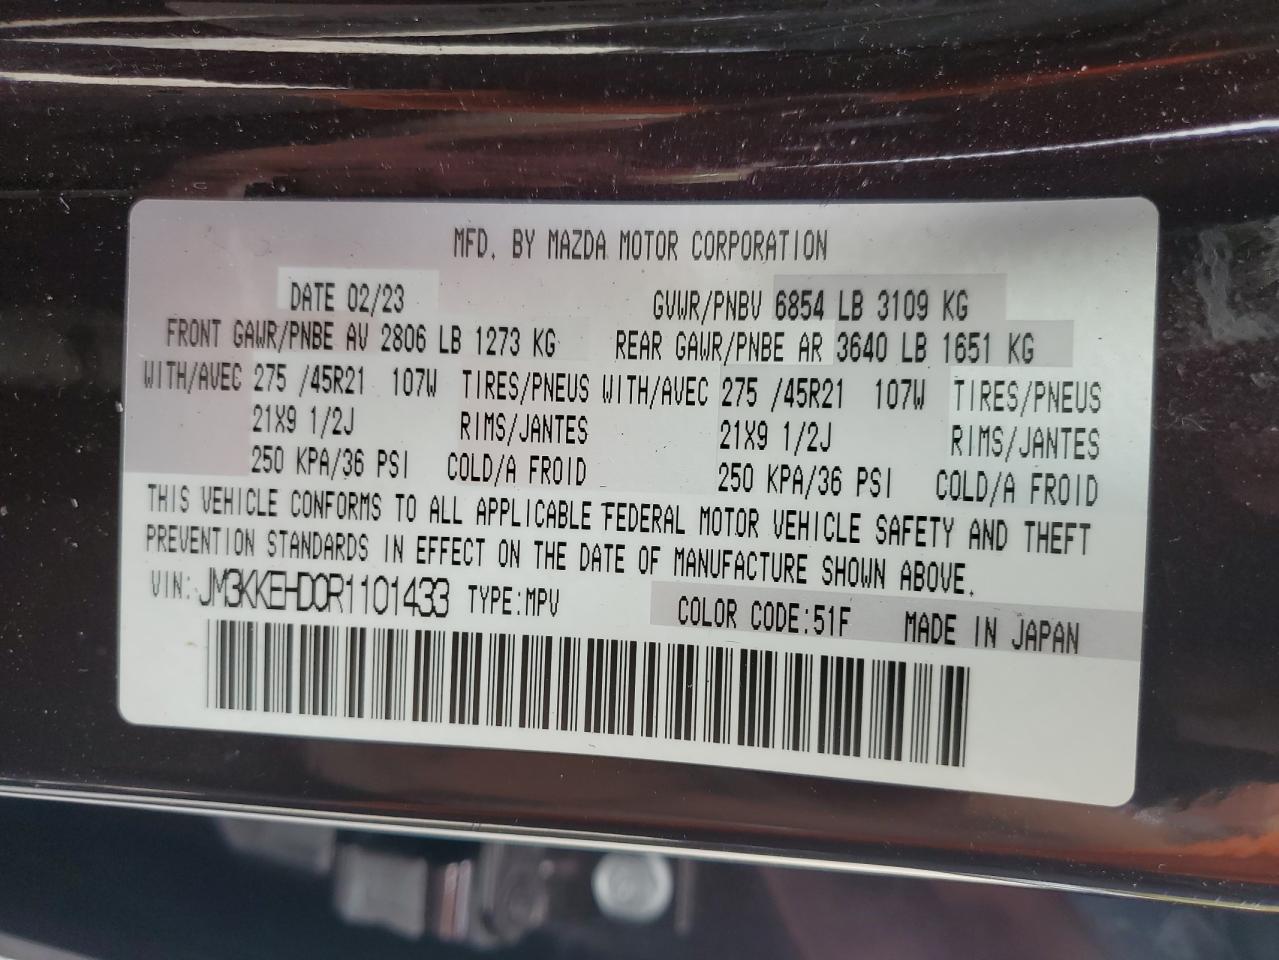 MFD. BY MAZDA MOTOR CORPORATION
DATE 02/23 GVWR/PNBV 6854 LB 3109 KG
FRONT GAWR/PNBE AV 2806 LB 1273 KG REAR GAWR/PNBE AR 3640 LB 1651 KG
WITH/AVEC 275 /45R21 107W TIRES/PNEUS WITH/AVEC 275 /45R21 107W TIRES/PNEUS
21X9 1/2J RIMS/JANTES 21X9 1/2J RIMS/JANTES
250 KPA/36 PSI COLD/A FROID 250 KPA/36 PSI COLD/A FROID
THIS VEHICLE CONFORMS TO ALL APPLICABLE FEDERAL MOTOR VEHICLE SAFETY AND THEFT
PREVENTION STANDARDS IN EFFECT ON THE DATE OF MANUFACTURE SHOWN ABOVE.
VIN: JM3KKEHD0R1101433 TYPE:MPV COLOR CODE:51F MADE IN JAPAN